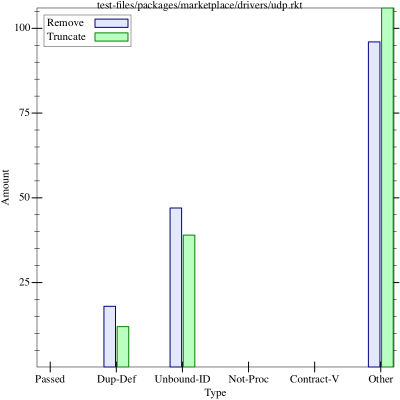 test-files/packages/marketplace/drivers/udp.rkt
Remove
Truncate
100
75
50
25
Amount
Passed Dup-Def Unbound-ID Not-Proc Contract-V Other
Type